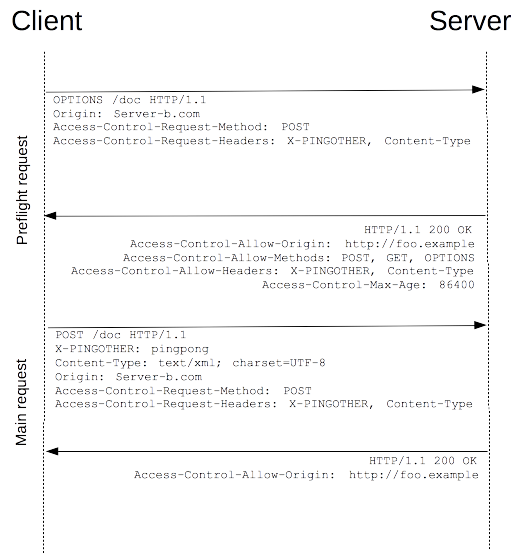 Client
Server
Preflight request
OPTIONS /doc HTTP/1.1
Origin: Server-b.com
Access-Control-Request-Method: POST
Access-Control-Request-Headers: X-PINGOTHER, Content-Type
HTTP/1.1 200 OK
Access-Control-Allow-Origin: http://foo.example
Access-Control-Allow-Methods: POST, GET, OPTIONS
Access-Control-Allow-Headers: X-PINGOTHER, Content-Type
Access-Control-Max-Age: 86400
Main request
POST /doc HTTP/1.1
X-PINGOTHER: pingpong
Content-Type: text/xml; charset=UTF-8
Origin: Server-b.com
Access-Control-Request-Method: POST
Access-Control-Request-Headers: X-PINGOTHER, Content-Type
HTTP/1.1 200 OK
Access-Control-Allow-Origin: http://foo.example